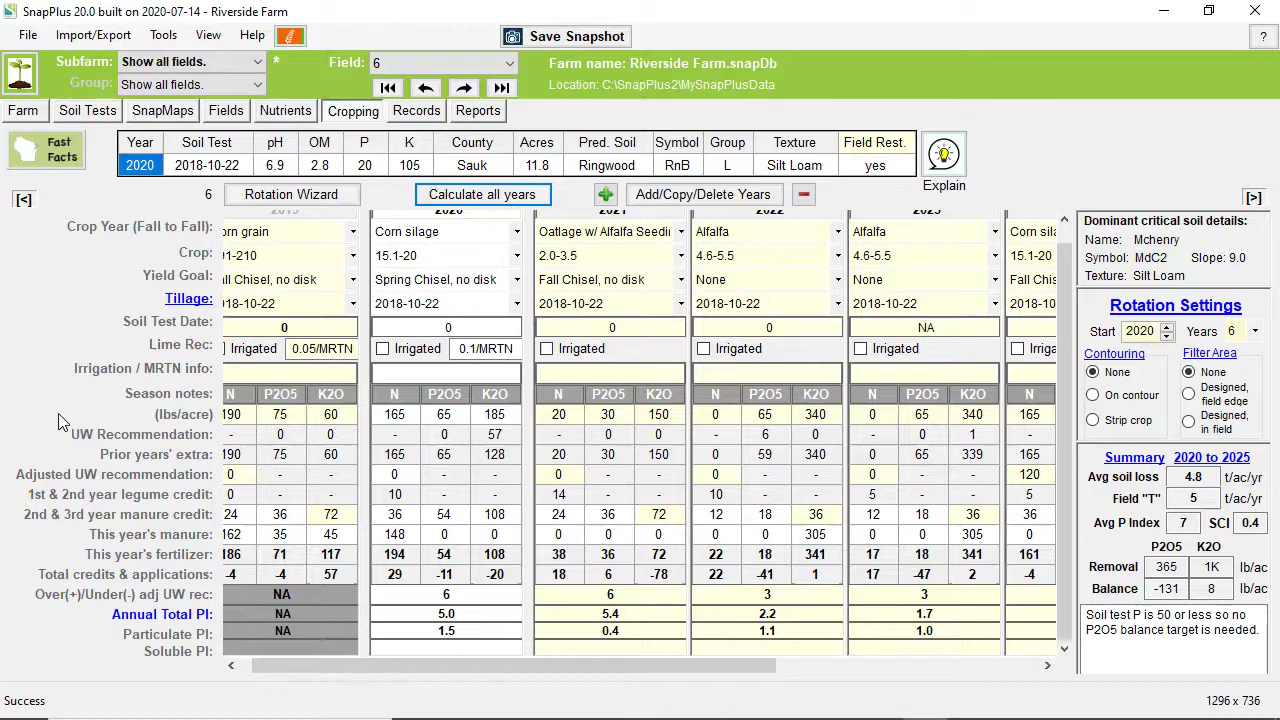 SnapPlus 20.0 built on 2020-07-14 - Riverside Farm
File Import/Export Tools View Help Save Snapshot ?
Subfarm: Show all fields. * Field: 6 Farm name: Riverside Farm.snapDb
Group: Show all fields. Location: C:\SnapPlus2\MySnapPlusData
Farm Soil Tests SnapMaps Fields Nutrients Cropping Records Reports
Fast Facts
Year Soil Test pH OM P K County Acres Pred. Soil Symbol Group Texture Field Rest.
2020 2018-10-22 6.9 2.8 20 105 Sauk 11.8 Ringwood RnB L Silt Loam yes
Explain
[<] 6 Rotation Wizard Calculate all years Add/Copy/Delete Years [>]
2020 2021 2022
Crop Year (Fall to Fall): orn grain Corn silage Oatlage w/ Alfalfa Seedin Alfalfa Alfalfa Corn sila
Crop: 01-210 15.1-20 2.0-3.5 4.6-5.5 4.6-5.5 15.1-20
Yield Goal: Fall Chisel, no disk Spring Chisel, no disk Fall Chisel, no disk None None Fall Chis
Tillage: 018-10-22 2018-10-22 2018-10-22 2018-10-22 2018-10-22 2018-10-
Soil Test Date: 0 0 0 0 NA
Lime Rec: Irrigated 0.05/MRTN Irrigated 0.1/MRTN Irrigated Irrigated Irrigated Irrig
Irrigation / MRTN info:
Season notes: N P2O5 K2O N P2O5 K2O N P2O5 K2O N P2O5 K2O N P2O5 K2O N
(lbs/acre) 190 75 60 165 65 185 20 30 150 0 65 340 0 65 340 165
UW Recommendation: - 0 0 - 0 57 - 0 0 - 6 0 - 0 1 -
Prior years' extra: 190 75 60 165 65 128 20 30 150 0 59 340 0 65 339 165
Adjusted UW recommendation: 0 - - 0 - - 0 - - 0 - - 0 - - 120
1st & 2nd year legume credit: 0 - - 10 - - 14 - - 10 - - 5 - - 5
2nd & 3rd year manure credit: 24 36 72 36 54 108 24 36 72 12 18 36 12 18 36 36
This year's manure: 162 35 45 148 0 0 0 0 0 0 0 305 0 0 305 0
This year's fertilizer: 186 71 117 194 54 108 38 36 72 22 18 341 17 18 341 161
Total credits & applications: -4 -4 57 29 -11 -20 18 6 -78 22 -41 1 17 -47 2 -4
Over(+)/Under(-) adj UW rec: NA 6 6 3 3
Annual Total PI: NA 5.0 5.4 2.2 1.7
Particulate PI: NA 1.5 0.4 1.1 1.0
Soluble PI:
Dominant critical soil details:
Name: Mchenry
Symbol: MdC2 Slope: 9.0
Texture: Silt Loam
Rotation Settings
Start 2020 Years 6
Contouring Filter Area
None None
On contour Designed, field edge
Strip crop Designed, in field
Summary 2020 to 2025
Avg soil loss 4.8 t/ac/yr
Field "T" 5 t/ac/yr
Avg P Index 7 SCI 0.4
P2O5 K2O
Removal 365 1K lb/ac
Balance -131 8 lb/ac
Soil test P is 50 or less so no
P2O5 balance target is needed.
Success 1296 x 736